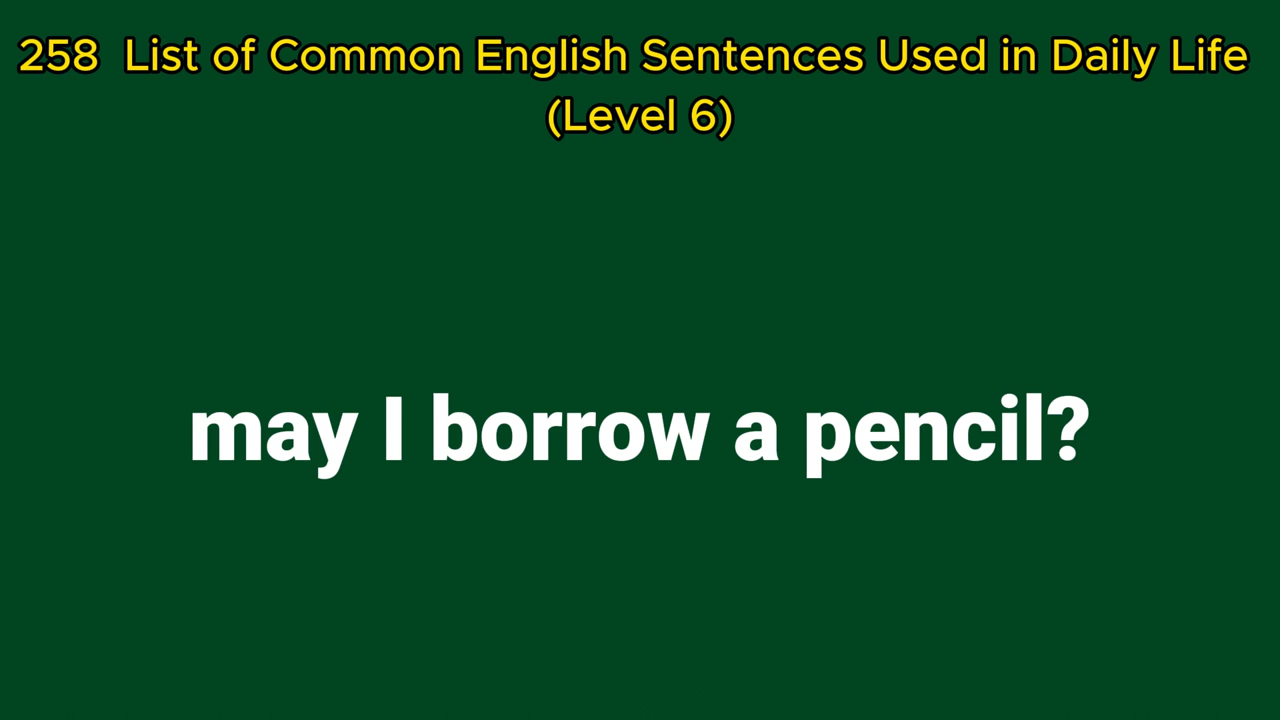 258  List of Common English Sentences Used in Daily Life
(Level 6)
may I borrow a pencil?